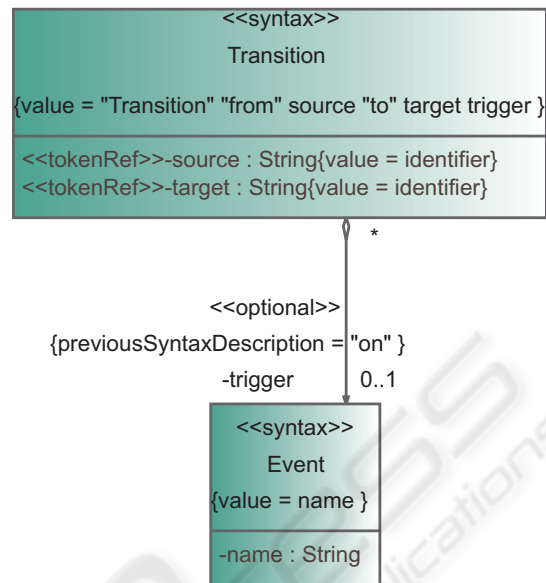 <<syntax>>
Transition
{value = "Transition" "from" source "to" target trigger }
<<tokenRef>>-source : String{value = identifier}
<<tokenRef>>-target : String{value = identifier}
*
<<optional>>
{previousSyntaxDescription = "on" }
-trigger 0..1
<<syntax>>
Event
{value = name }
-name : String